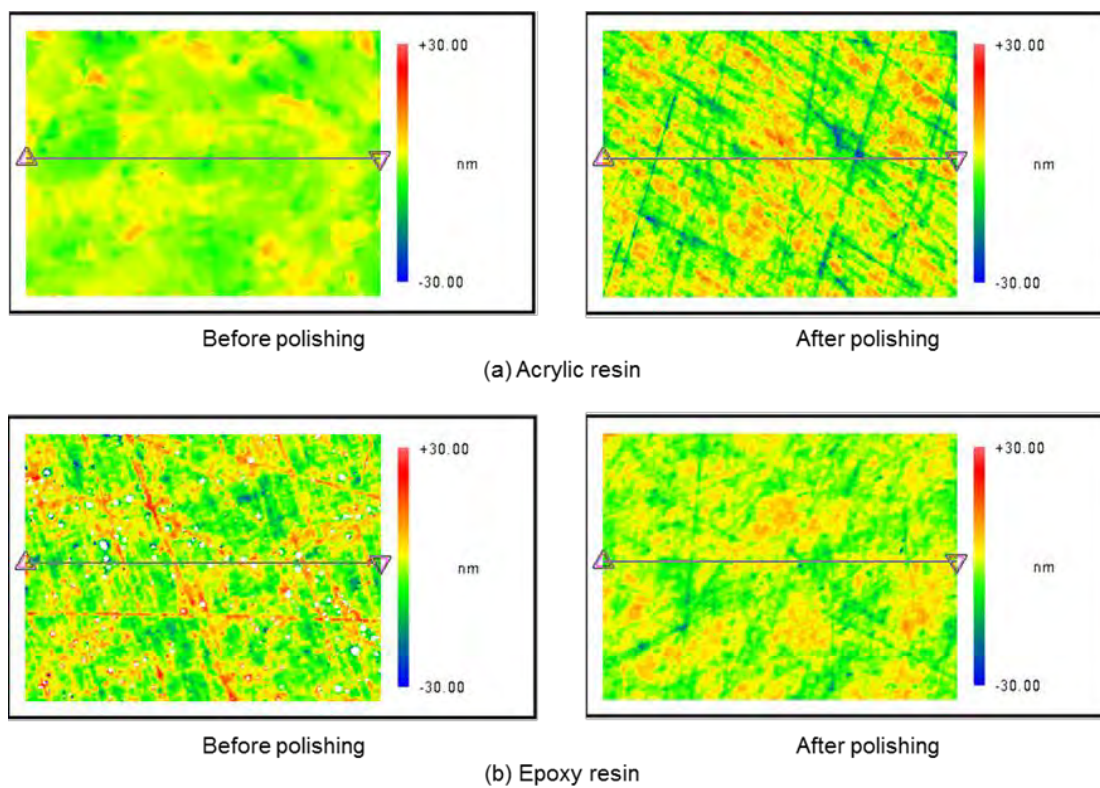 +30.00
nm
-30.00
+30.00
nm
-30.00
Before polishing
After polishing
(a) Acrylic resin
+30.00
nm
-30.00
+30.00
nm
-30.00
Before polishing
After polishing
(b) Epoxy resin